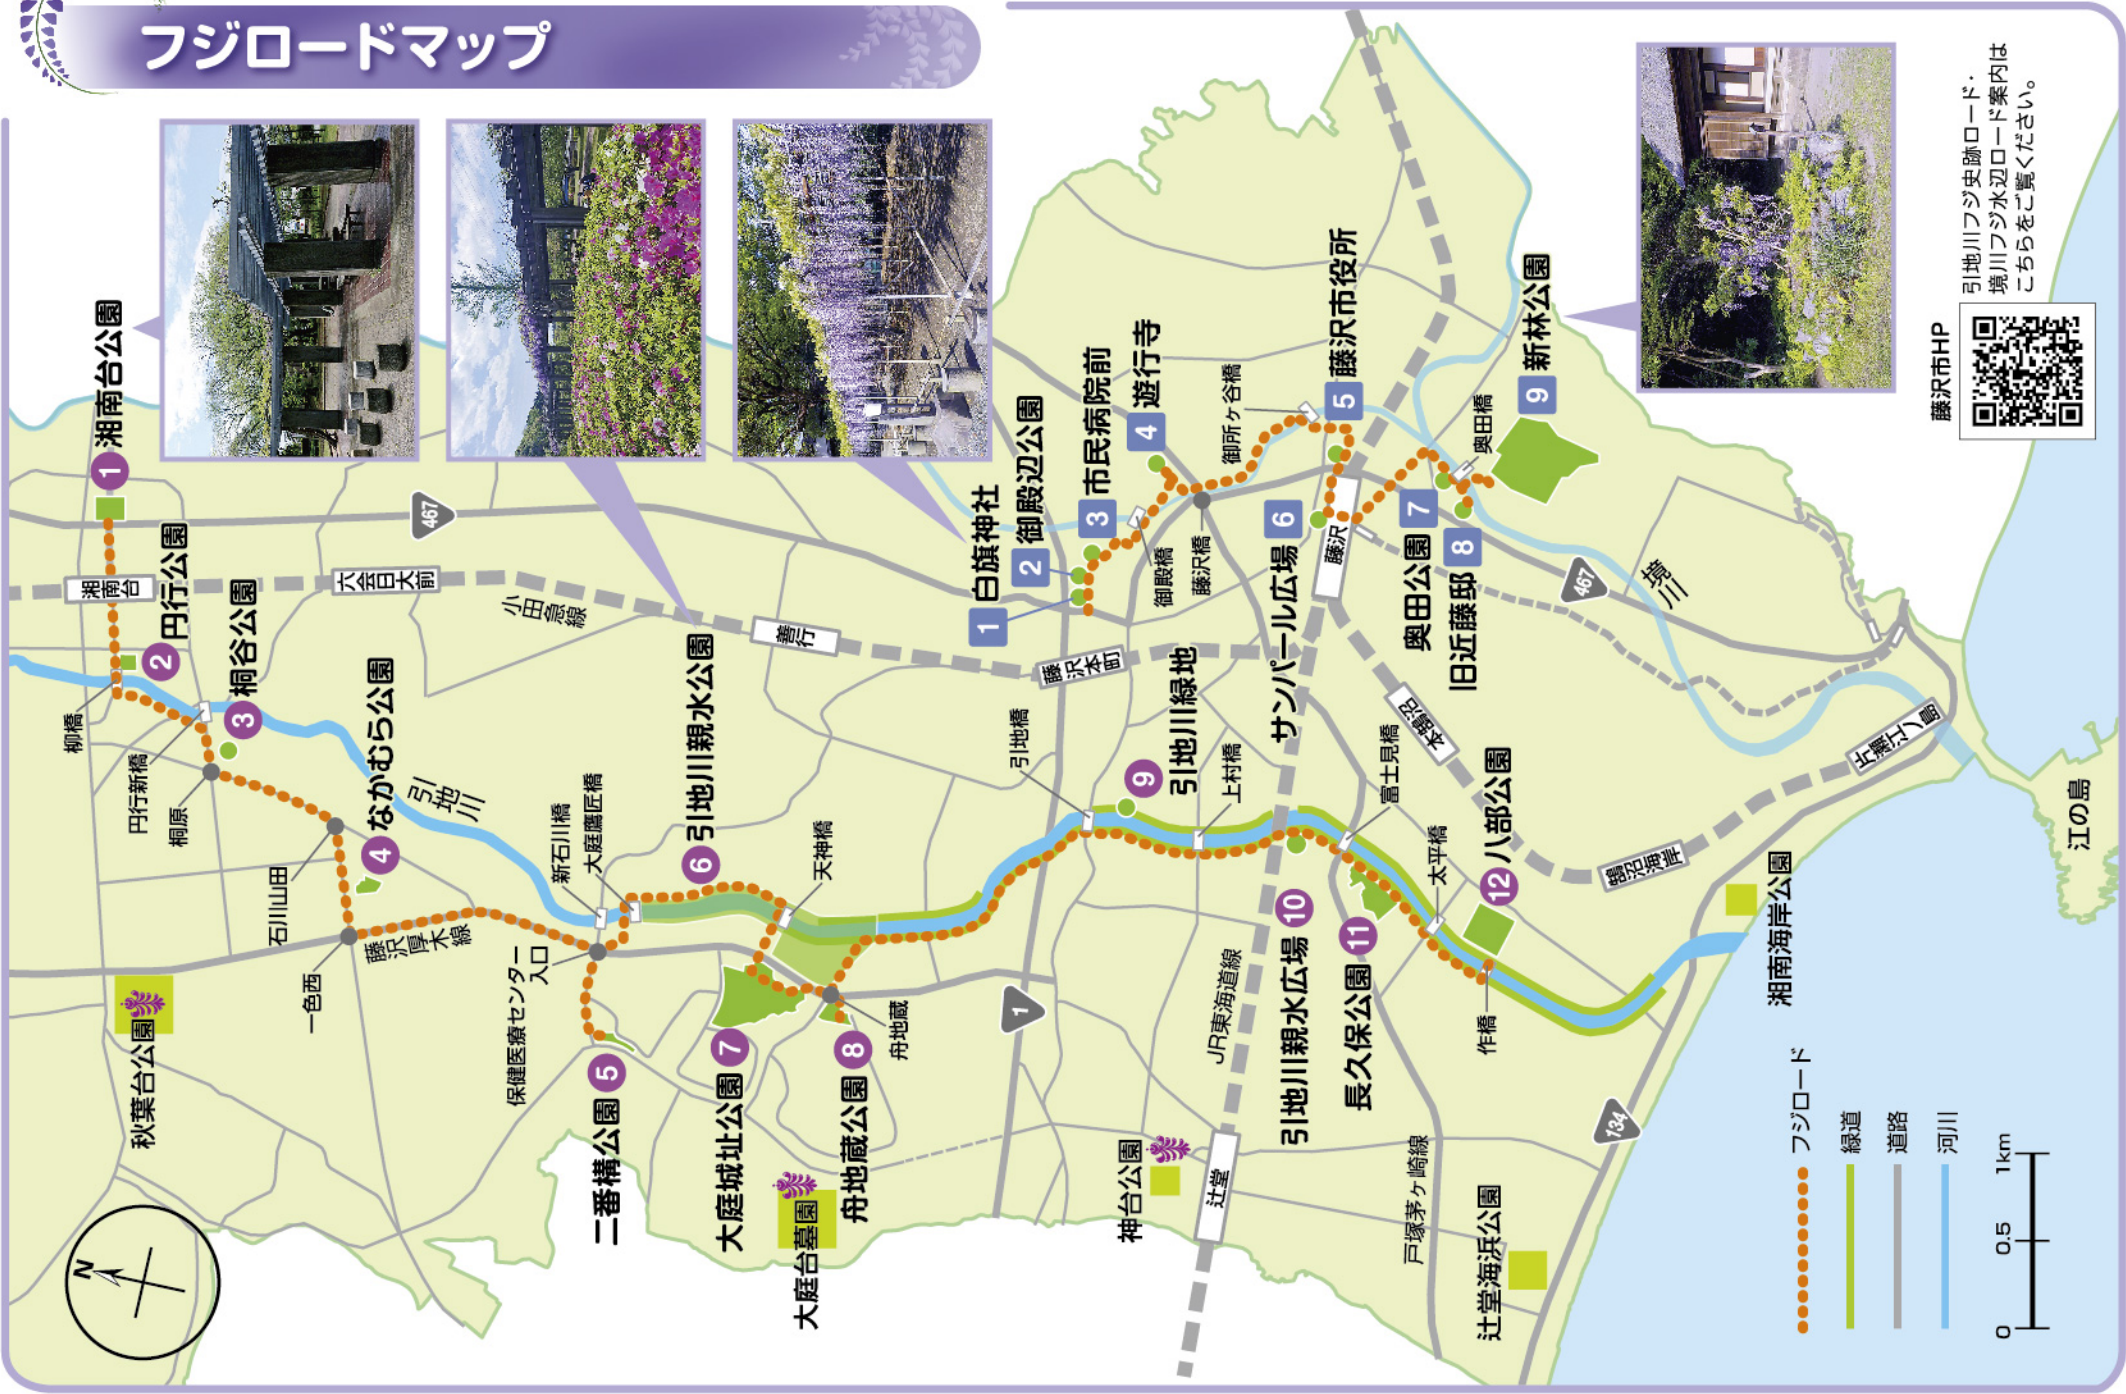 フジロードマップ
1 湘南台公園
2 円行公園
3 桐谷公園
4 なかむら公園
5 二番構公園
6 引地川親水公園
7 大庭城址公園
8 舟地蔵公園
9 引地川緑地
10 引地川親水広場
11 長久保公園
12 八部公園
1 白旗神社
2 御殿辺公園
3 市民病院前
4 遊行寺
5 藤沢市役所
6 サンパール広場
7 奥田公園
8 旧近藤邸
9 新林公園
秋葉台公園
大庭台墓園
神台公園
辻堂海浜公園
湘南海岸公園
江の島
湘南台
六会日大前
小田急線
善行
藤沢本町
藤沢
本鵠沼
鵠沼海岸
片瀬江ノ島
辻堂
JR東海道線
戸塚茅ヶ崎線
藤沢厚木線
引地川
境川
467
467
1
134
柳橋
円行新橋
桐原
石川山田
一色西
新石川橋
大庭鷹匠橋
保健医療センター
入口
天神橋
舟地蔵
引地橋
上村橋
富士見橋
太平橋
作橋
御殿橋
藤沢橋
御所ヶ谷橋
奥田橋
N
フジロード
緑道
道路
河川
0 0.5 1km
藤沢市HP
引地川フジ史跡ロード・
境川フジ水辺ロード案内は
こちらをご覧ください。